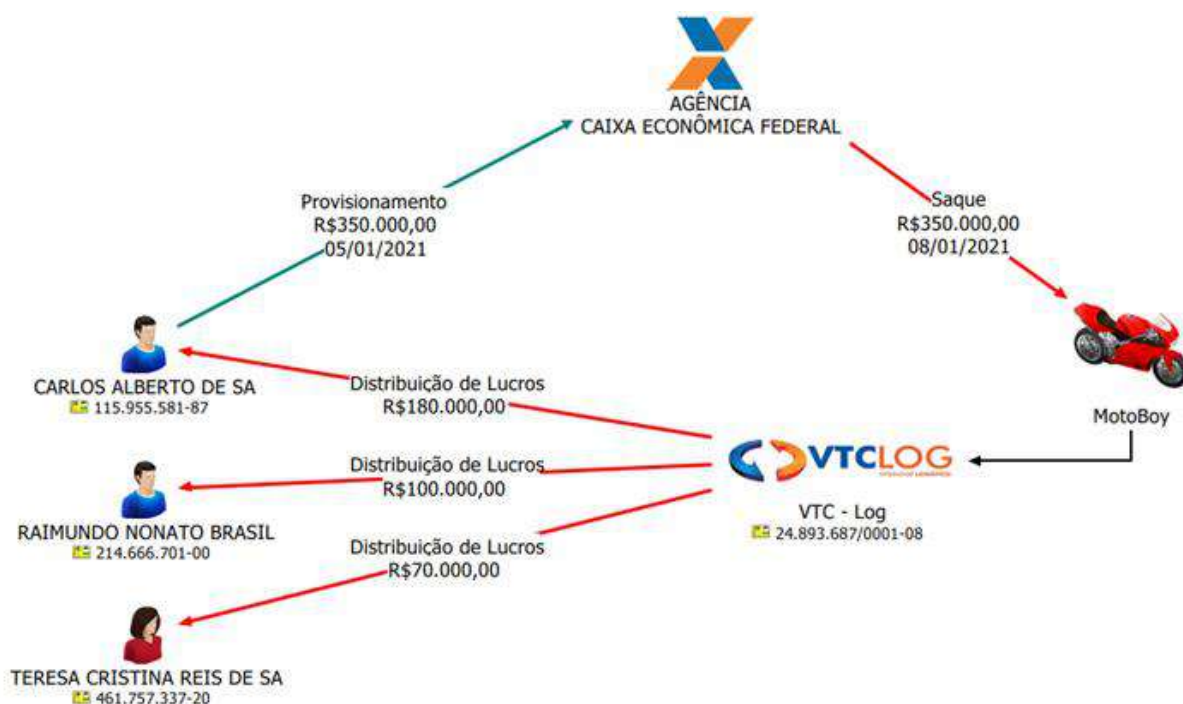 AGÊNCIA
CAIXA ECONÔMICA FEDERAL
Provisionamento
R$350.000,00
05/01/2021
Saque
R$350.000,00
08/01/2021
CARLOS ALBERTO DE SA
115.955.581-87
Distribuição de Lucros
R$180.000,00
MotoBoy
RAIMUNDO NONATO BRASIL
214.666.701-00
Distribuição de Lucros
R$100.000,00
VTCLOG
VTC - Log
24.893.687/0001-08
Distribuição de Lucros
R$70.000,00
TERESA CRISTINA REIS DE SA
461.757.337-20